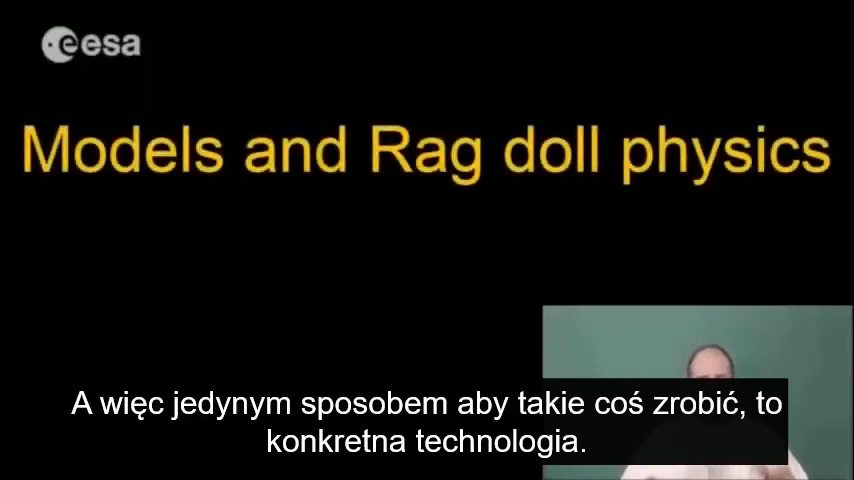 esa
Models and Rag doll physics
A więc jedynym sposobem aby takie coś zrobić, to
konkretna technologia.